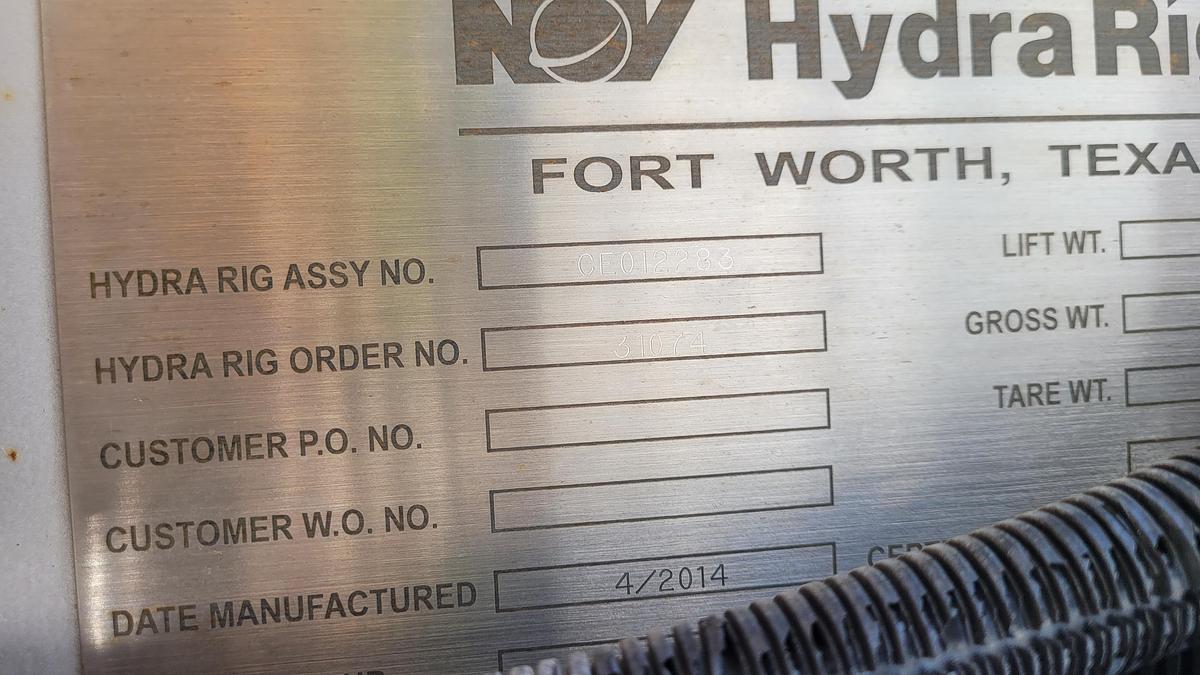 NOV Hydra Ri
FORT WORTH, TEXA
HYDRA RIG ASSY NO. CE012283
LIFT WT.
HYDRA RIG ORDER NO. 31074
GROSS WT.
CUSTOMER P.O. NO.
TARE WT.
CUSTOMER W.O. NO.
DATE MANUFACTURED 4/2014